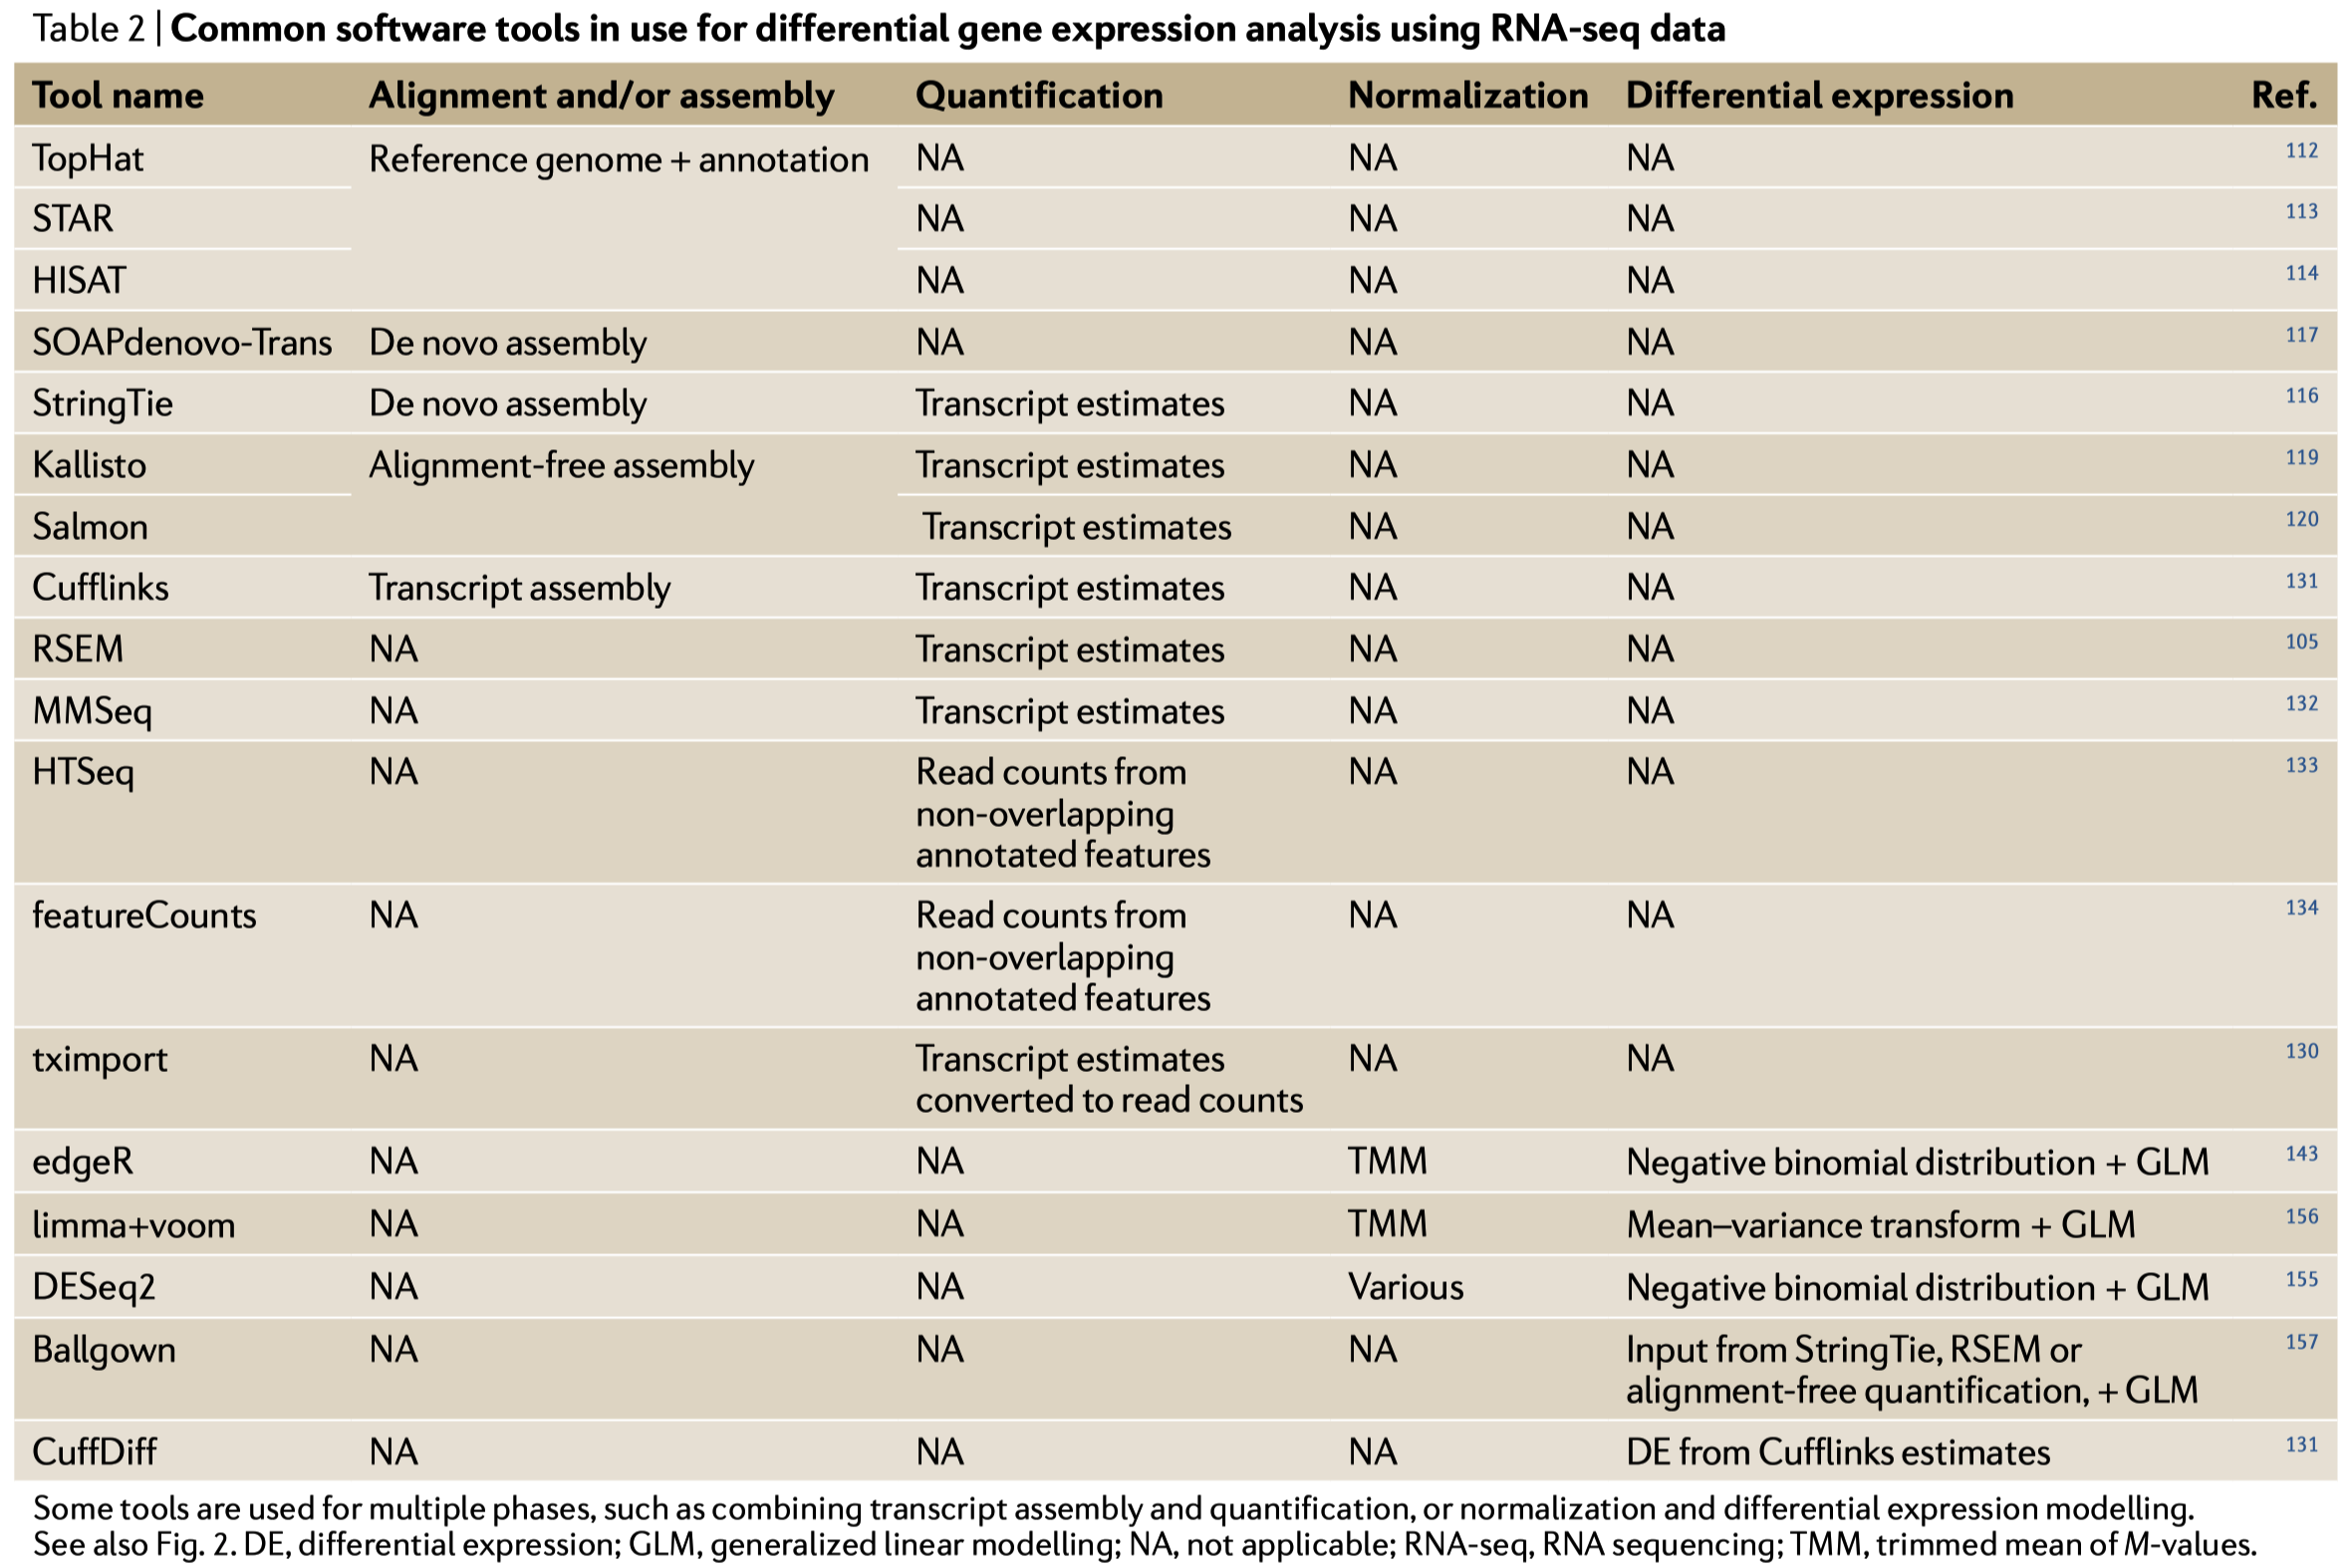 Table 2 | Common software tools in use for differential gene expression analysis using RNA-seq data
Tool name Alignment and/or assembly Quantification Normalization Differential expression Ref.
TopHat Reference genome + annotation NA NA NA 112
STAR NA NA NA 113
HISAT NA NA NA 114
SOAPdenovo-Trans De novo assembly NA NA NA 117
StringTie De novo assembly Transcript estimates NA NA 116
Kallisto Alignment-free assembly Transcript estimates NA NA 119
Salmon Transcript estimates NA NA 120
Cufflinks Transcript assembly Transcript estimates NA NA 131
RSEM NA Transcript estimates NA NA 105
MMSeq NA Transcript estimates NA NA 132
HTSeq NA Read counts from NA NA 133
non-overlapping
annotated features
featureCounts NA Read counts from NA NA 134
non-overlapping
annotated features
tximport NA Transcript estimates NA NA 130
converted to read counts
edgeR NA NA TMM Negative binomial distribution + GLM 143
limma+voom NA NA TMM Mean–variance transform + GLM 156
DESeq2 NA NA Various Negative binomial distribution + GLM 155
Ballgown NA NA NA Input from StringTie, RSEM or 157
alignment-free quantification, + GLM
CuffDiff NA NA NA DE from Cufflinks estimates 131
Some tools are used for multiple phases, such as combining transcript assembly and quantification, or normalization and differential expression modelling.
See also Fig. 2. DE, differential expression; GLM, generalized linear modelling; NA, not applicable; RNA-seq, RNA sequencing; TMM, trimmed mean of M-values.